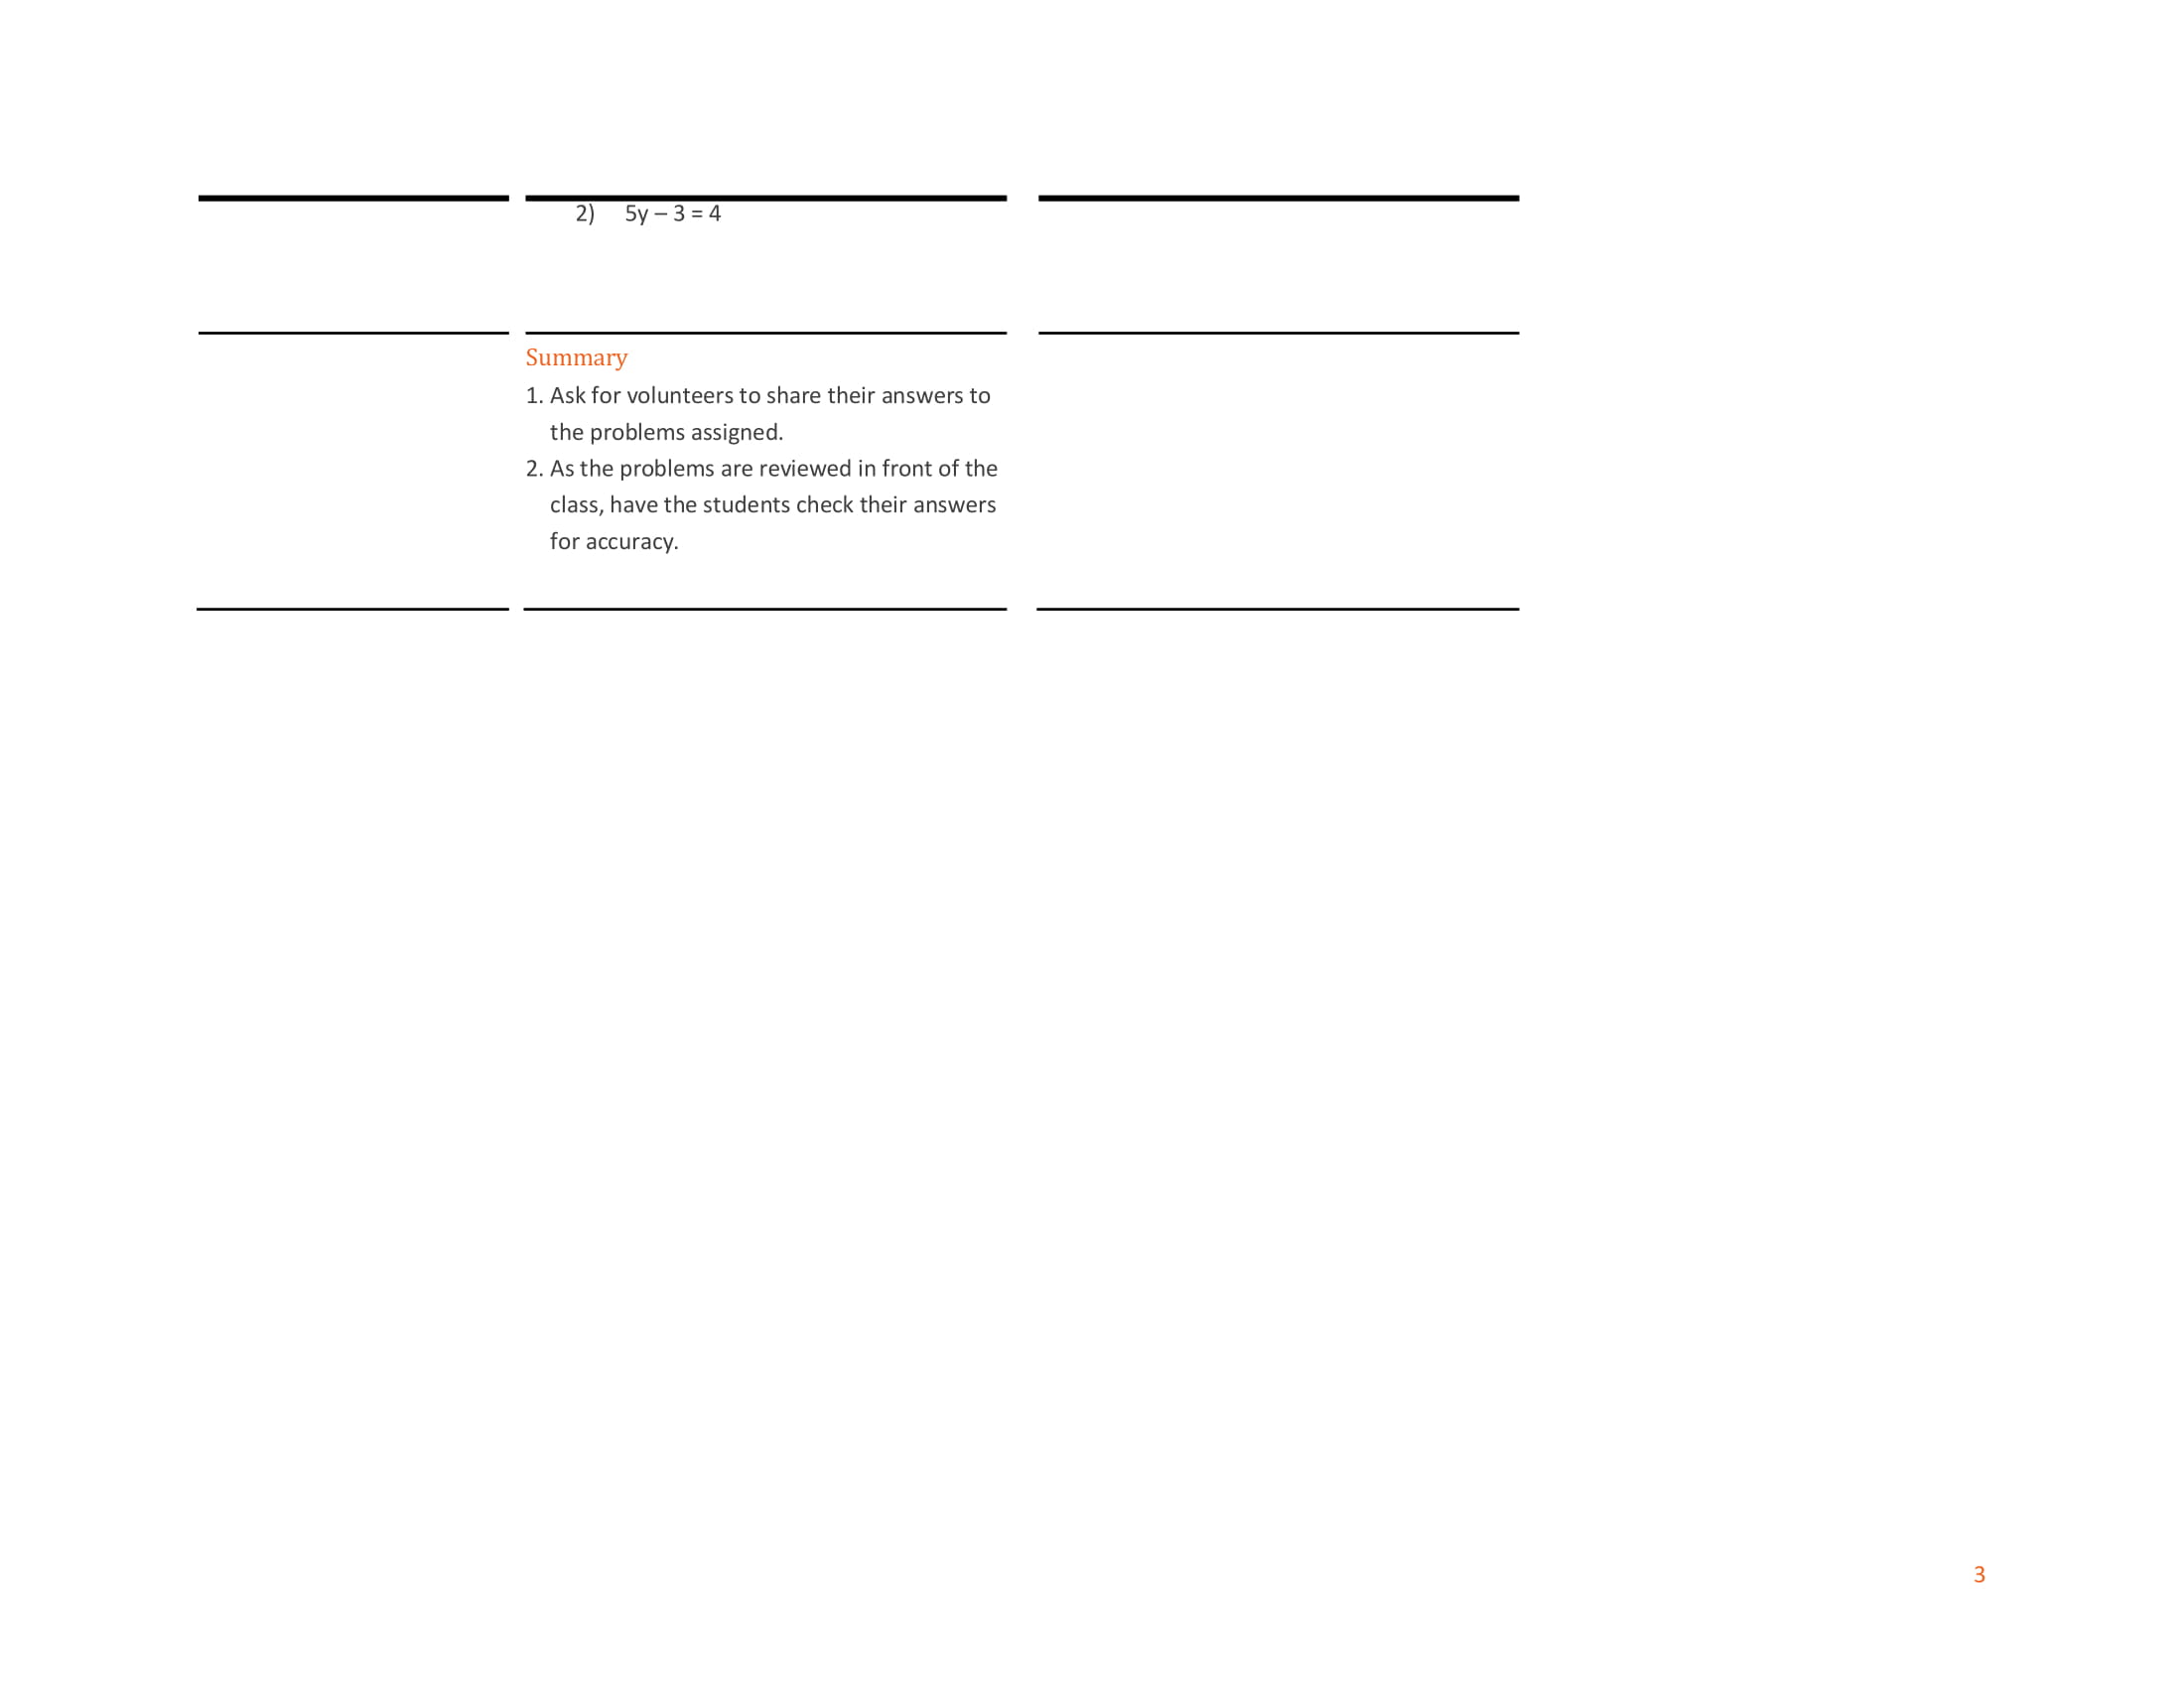 2) 5y – 3 = 4
Summary
1. Ask for volunteers to share their answers to
the problems assigned.
2. As the problems are reviewed in front of the
class, have the students check their answers
for accuracy.
3